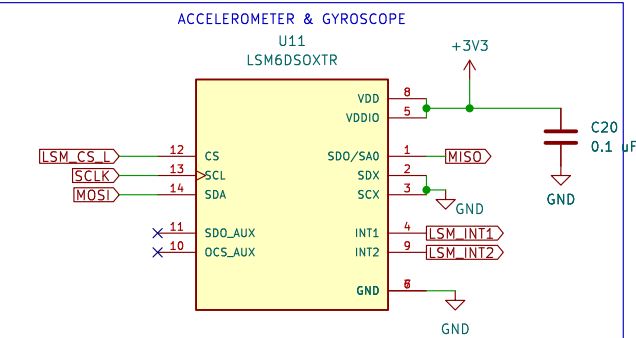 ACCELEROMETER & GYROSCOPE
U11
LSM6DSOXTR
+3V3
VDD 8
VDDIO 5
C20
0.1 uF
LSM_CS_L 12 CS
SDO/SA0 1 MISO
SCLK 13 SCL
SDX 2
MOSI 14 SDA
SCX 3
GND
GND
11 SDO_AUX
INT1 4 LSM_INT1
10 OCS_AUX
INT2 9 LSM_INT2
GND
GND